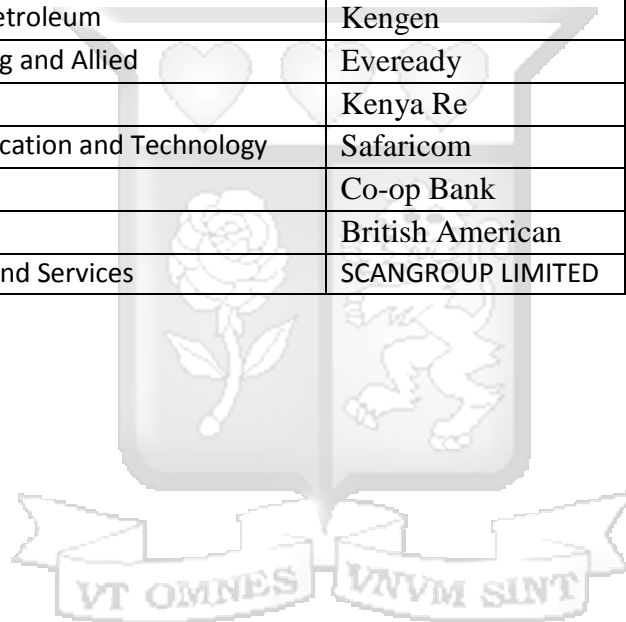 etroleum Kengen
g and Allied Eveready
Kenya Re
cation and Technology Safaricom
Co-op Bank
British American
nd Services SCANGROUP LIMITED
VT OMNES VNVM SINT